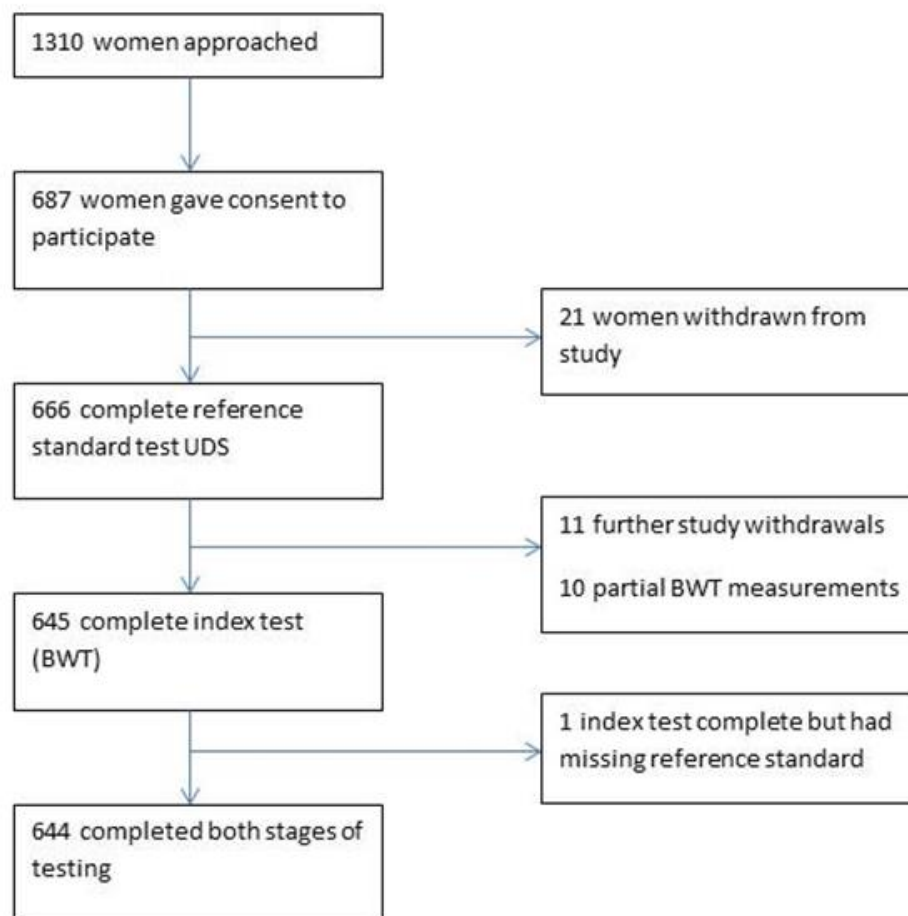 1310 women approached
687 women gave consent to
participate
21 women withdrawn from
study
666 complete reference
standard test UDS
11 further study withdrawals
10 partial BWT measurements
645 complete index test
(BWT)
1 index test complete but had
missing reference standard
644 completed both stages of
testing